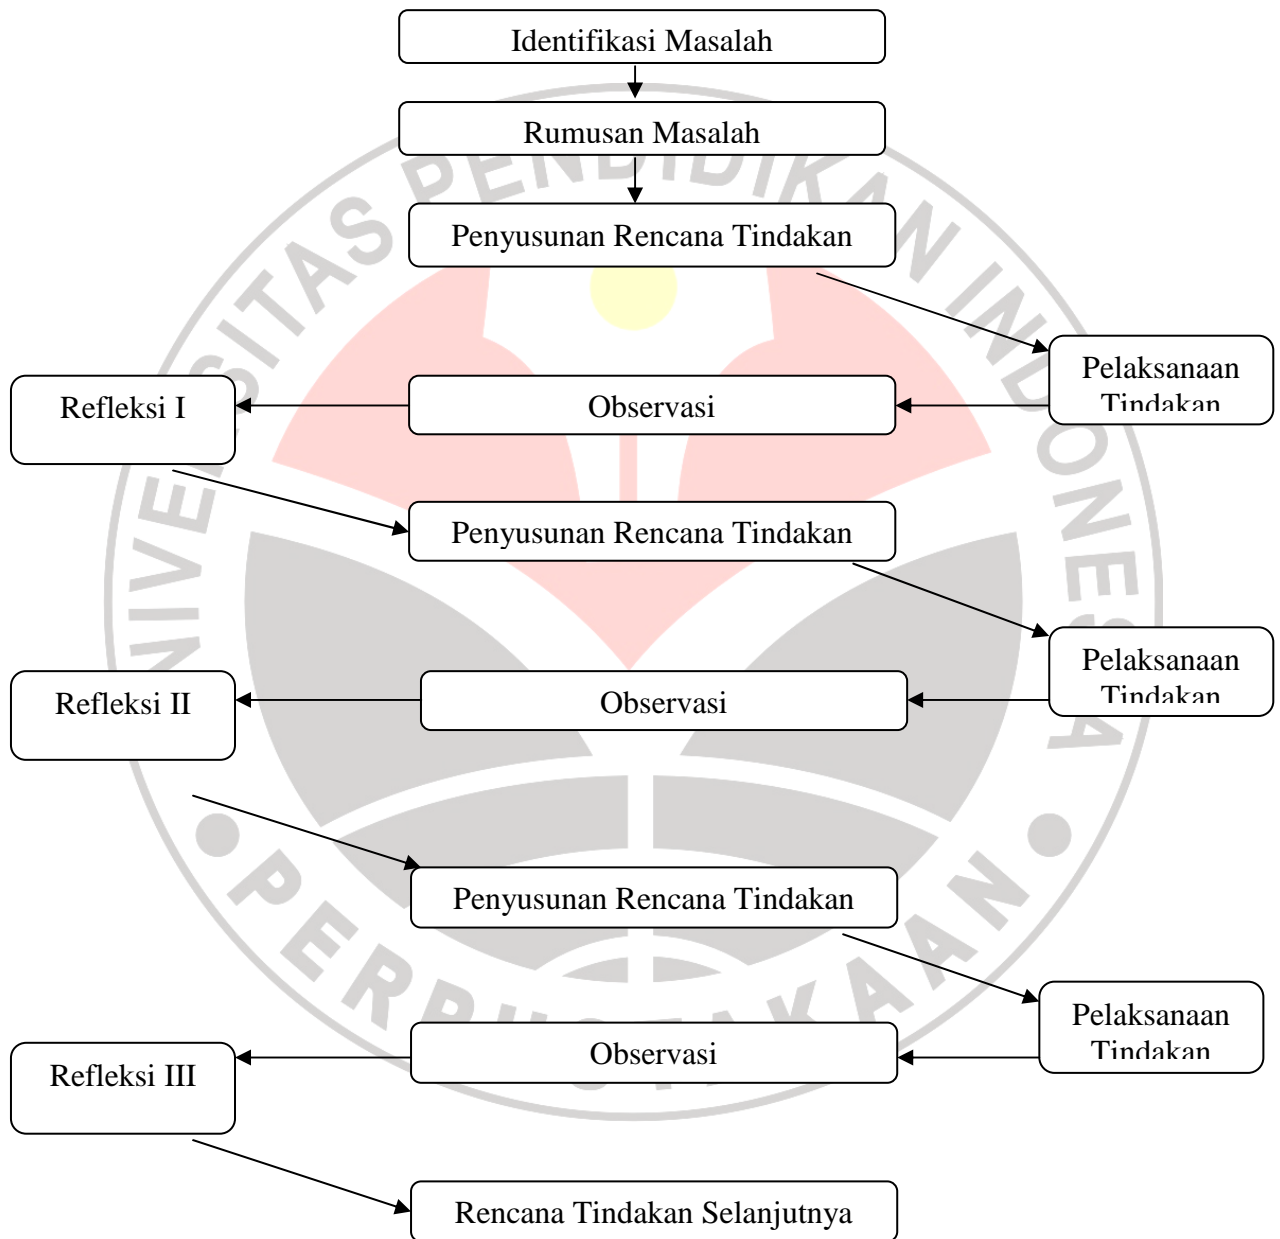 Identifikasi Masalah
Rumusan Masalah
Penyusunan Rencana Tindakan
Pelaksanaan
Tindakan
Observasi
Refleksi I
Penyusunan Rencana Tindakan
Pelaksanaan
Tindakan
Observasi
Refleksi II
Penyusunan Rencana Tindakan
Pelaksanaan
Tindakan
Observasi
Refleksi III
Rencana Tindakan Selanjutnya
UNIVERSITAS PENDIDIKAN INDONESIA
PERPUSTAKAAN